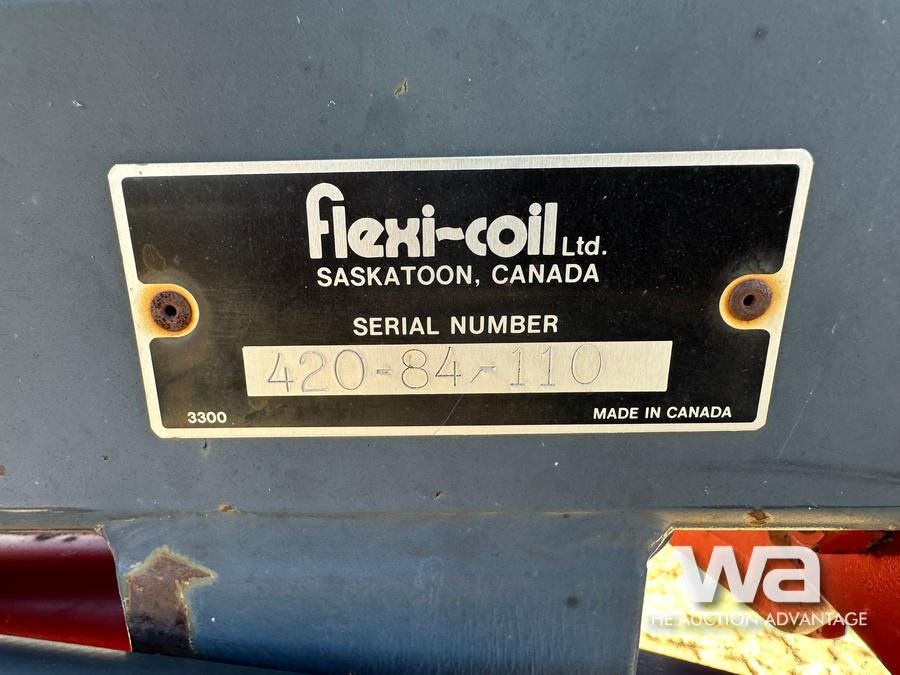 flexi-coil Ltd.
SASKATOON, CANADA
SERIAL NUMBER
420-84-110
3300 MADE IN CANADA
wa
THE AUCTION ADVANTAGE